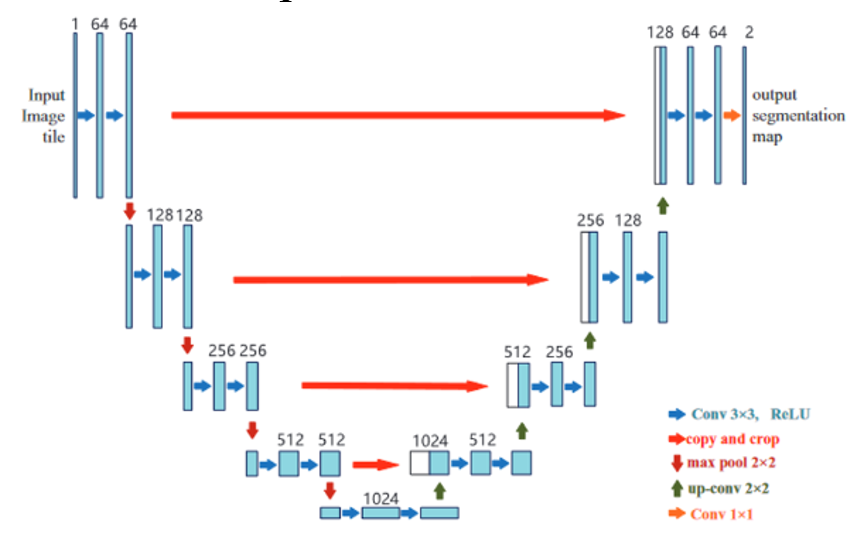 1 64 64
128 64 64 2
Input
Image
tile
output
segmentation
map
128 128
256 128
256 256
512 256
512 512
1024 512
1024
Conv 3×3, ReLU
copy and crop
max pool 2×2
up-conv 2×2
Conv 1×1